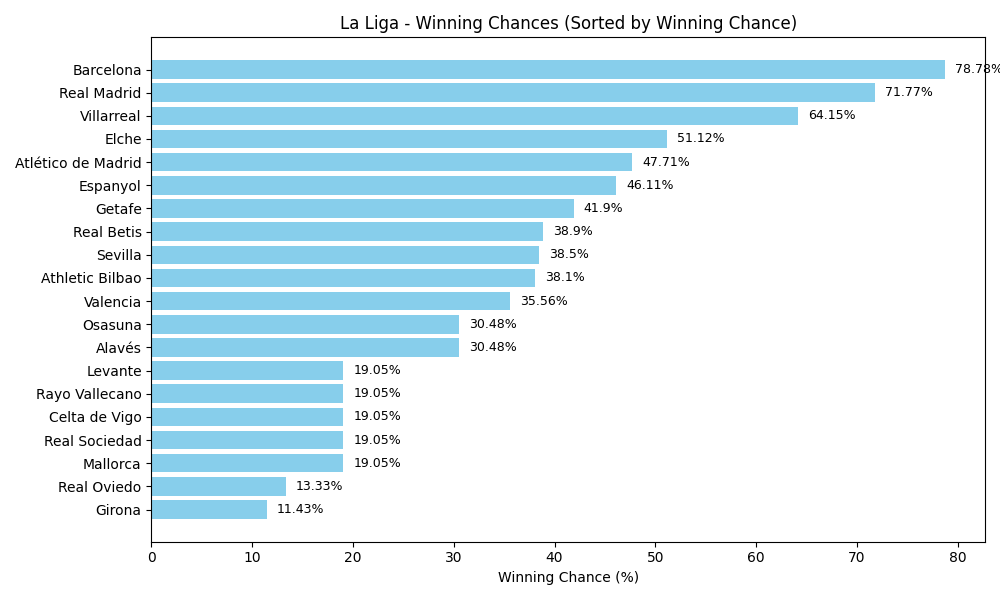 La Liga - Winning Chances (Sorted by Winning Chance)
Barcelona 78.78%
Real Madrid 71.77%
Villarreal 64.15%
Elche 51.12%
Atlético de Madrid 47.71%
Espanyol 46.11%
Getafe 41.9%
Real Betis 38.9%
Sevilla 38.5%
Athletic Bilbao 38.1%
Valencia 35.56%
Osasuna 30.48%
Alavés 30.48%
Levante 19.05%
Rayo Vallecano 19.05%
Celta de Vigo 19.05%
Real Sociedad 19.05%
Mallorca 19.05%
Real Oviedo 13.33%
Girona 11.43%
0 10 20 30 40 50 60 70 80
Winning Chance (%)